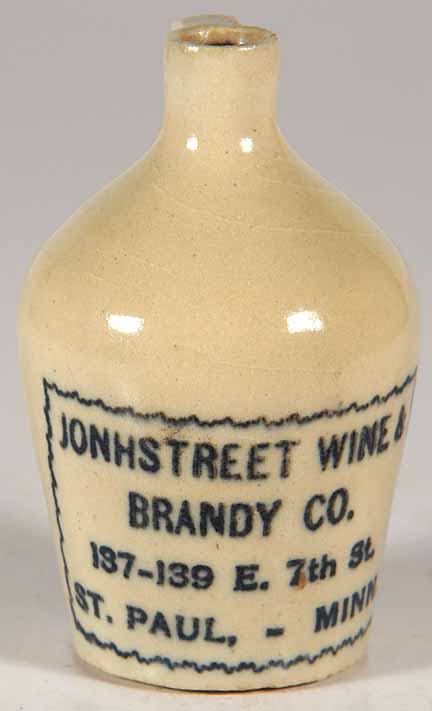 JONHSTREET WINE &
BRANDY CO.
137-139 E. 7th St.
ST. PAUL, - MINN